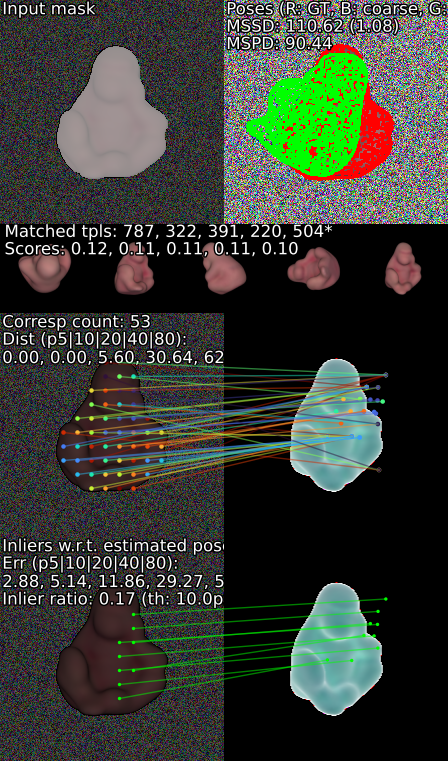 Input mask
Poses (R: GT, B: coarse, G:
MSSD: 110.62 (1.08)
MSPD: 90.44
Matched tpls: 787, 322, 391, 220, 504*
Scores: 0.12, 0.11, 0.11, 0.11, 0.10
Corresp count: 53
Dist (p5|10|20|40|80):
0.00, 0.00, 5.60, 30.64, 62
Inliers w.r.t. estimated pose
Err (p5|10|20|40|80):
2.88, 5.14, 11.86, 29.27, 5
Inlier ratio: 0.17 (th: 10.0p